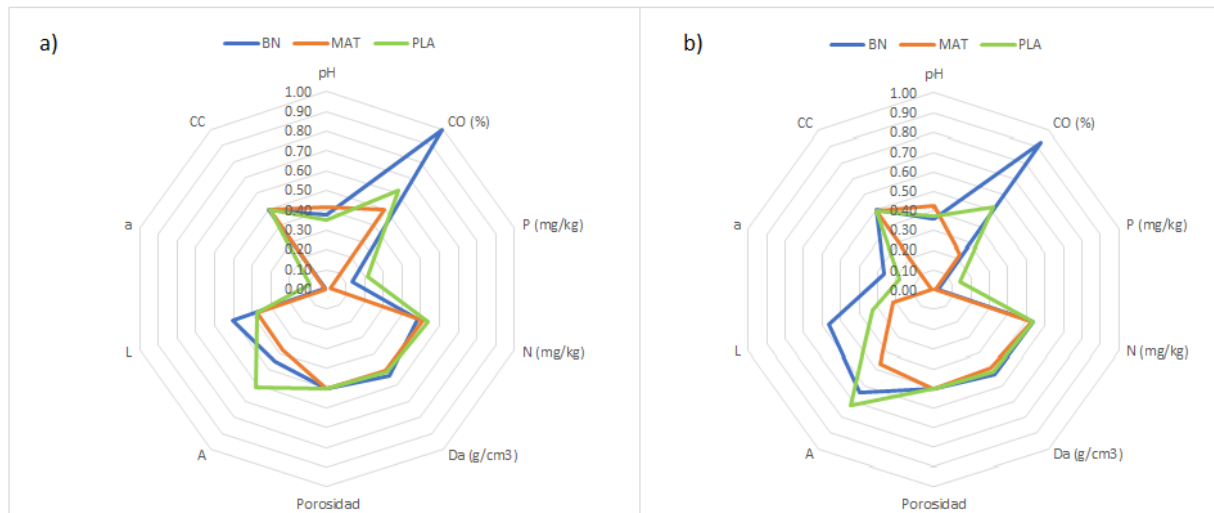 a)
BN MAT PLA
pH
CO (%)
P (mg/kg)
N (mg/kg)
Da (g/cm3)
Porosidad
A
L
a
CC
1.00
0.90
0.80
0.70
0.60
0.50
0.40
0.30
0.20
0.10
0.00
b)
BN MAT PLA
pH
CO (%)
P (mg/kg)
N (mg/kg)
Da (g/cm3)
Porosidad
A
L
a
CC
1.00
0.90
0.80
0.70
0.60
0.50
0.40
0.30
0.20
0.10
0.00